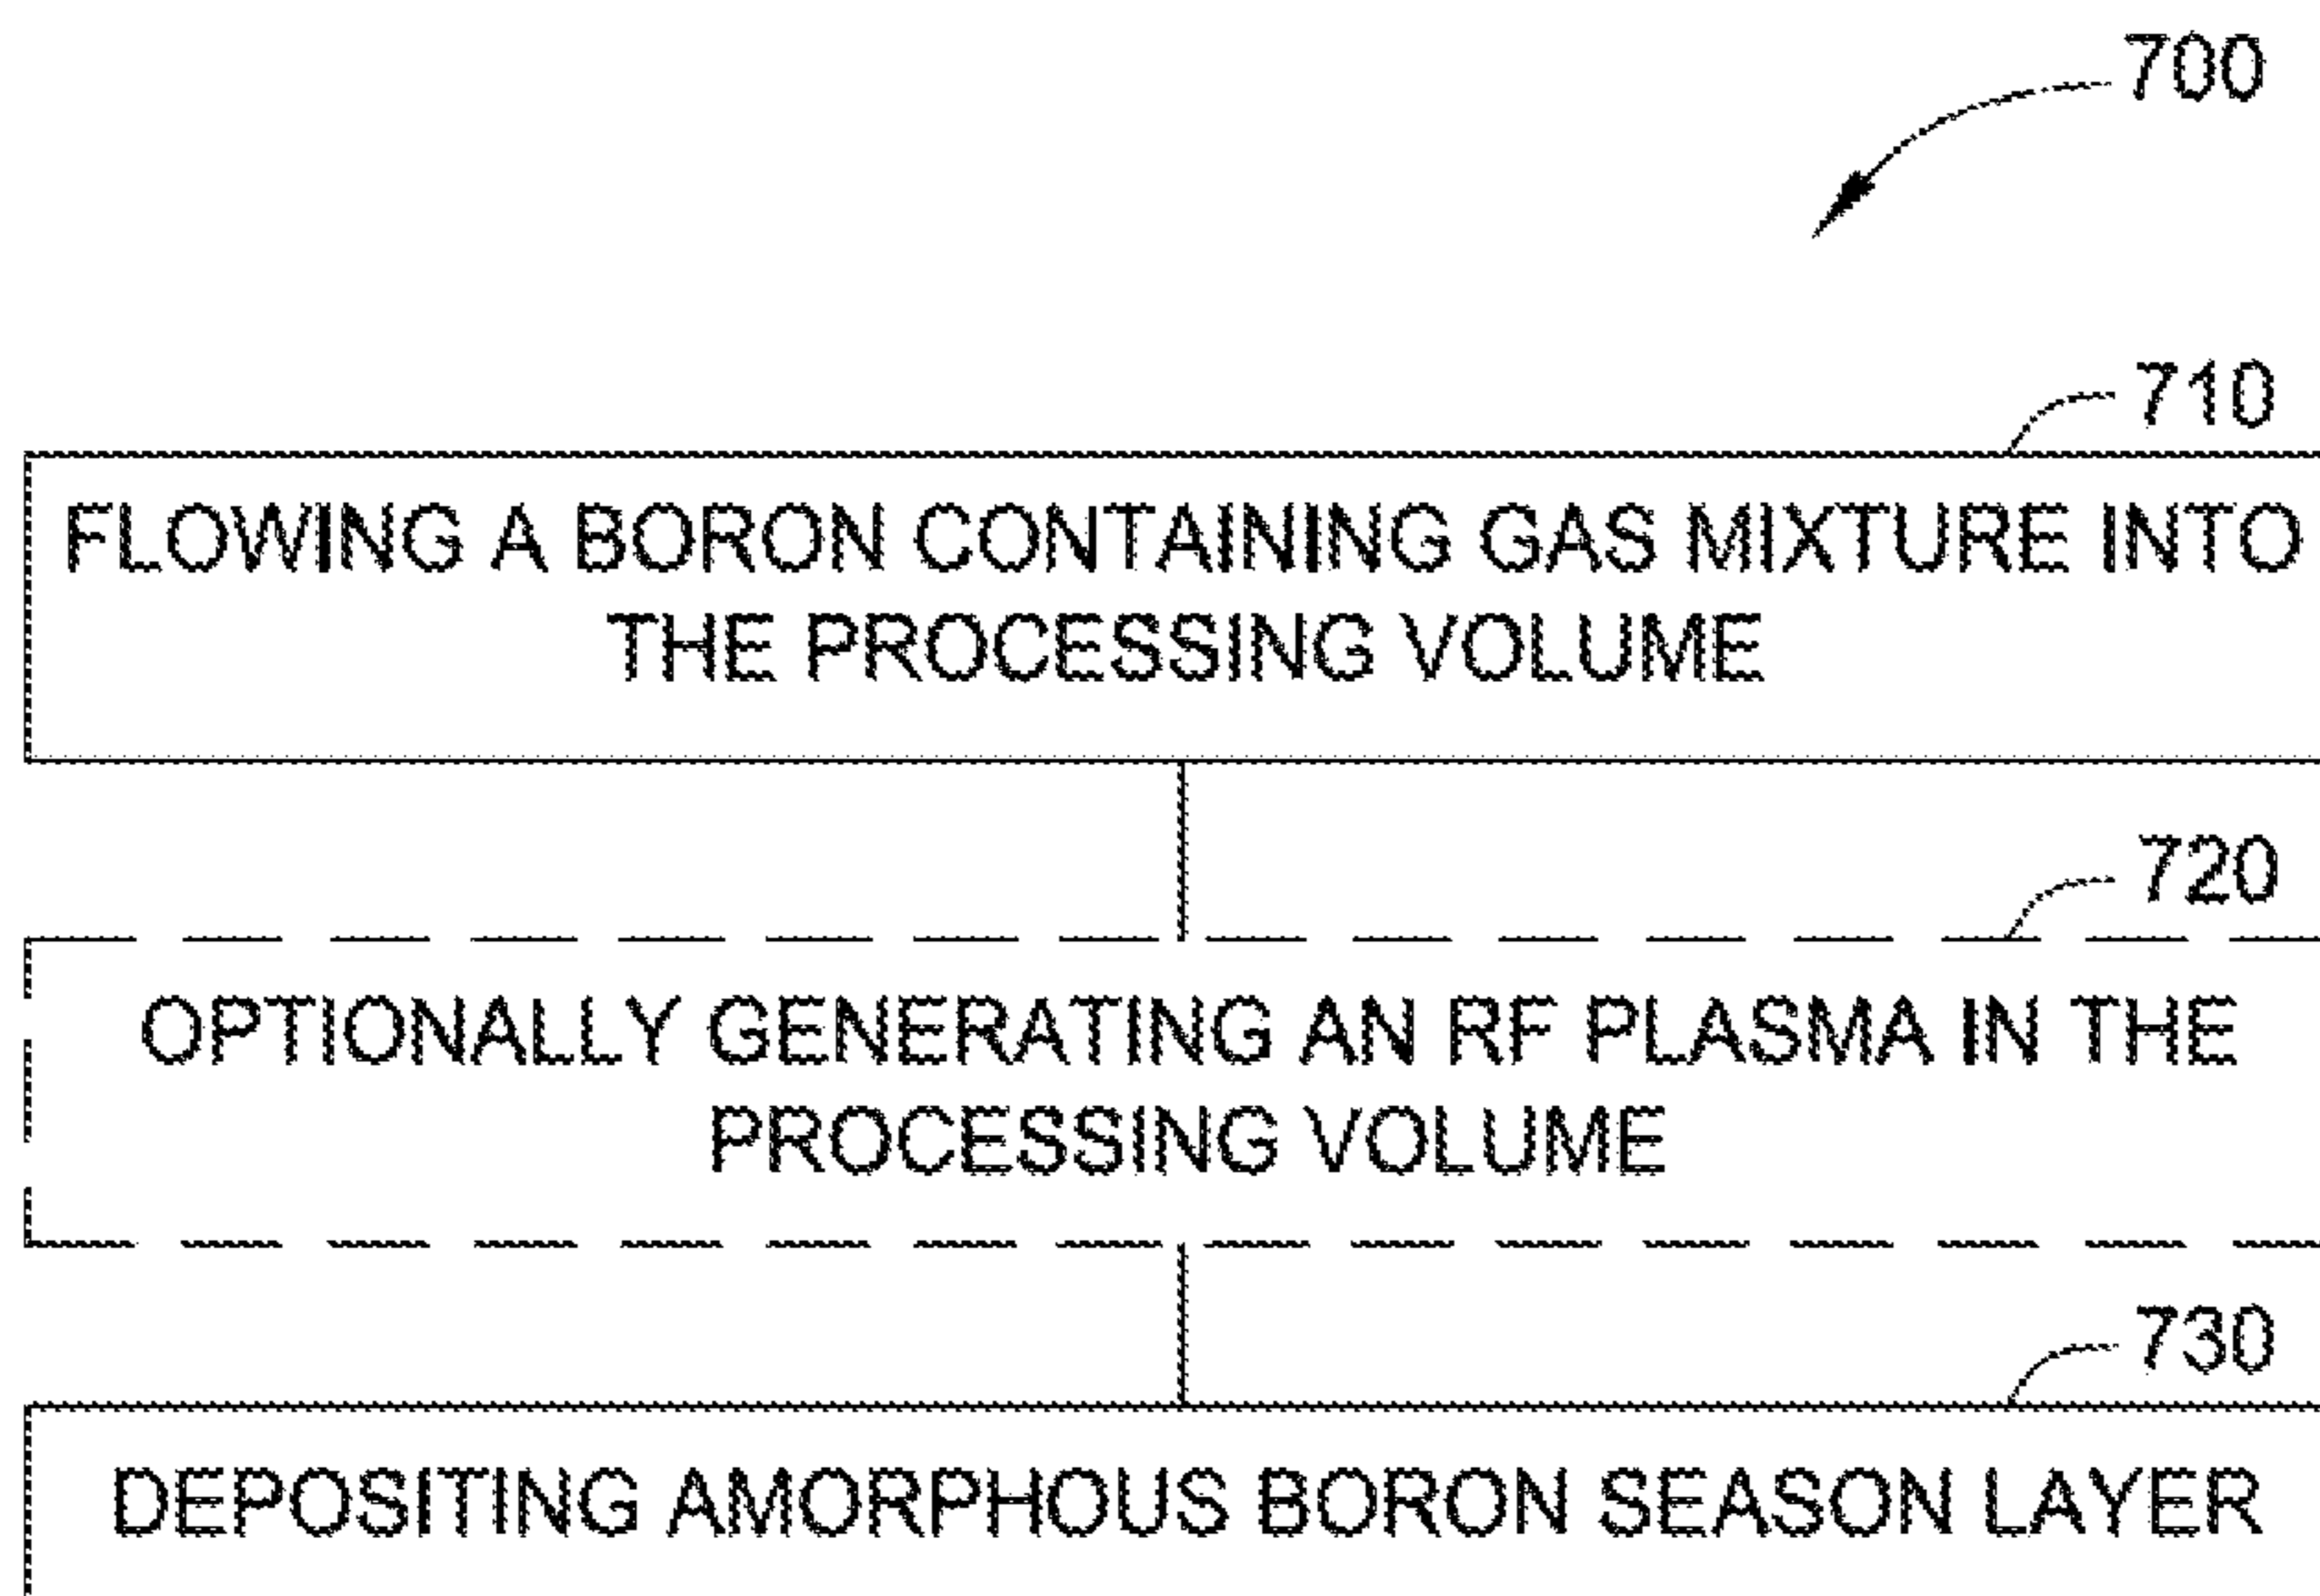 700
710
FLOWING A BORON CONTAINING GAS MIXTURE INTO
THE PROCESSING VOLUME
720
OPTIONALLY GENERATING AN RF PLASMA IN THE
PROCESSING VOLUME
730
DEPOSITING AMORPHOUS BORON SEASON LAYER